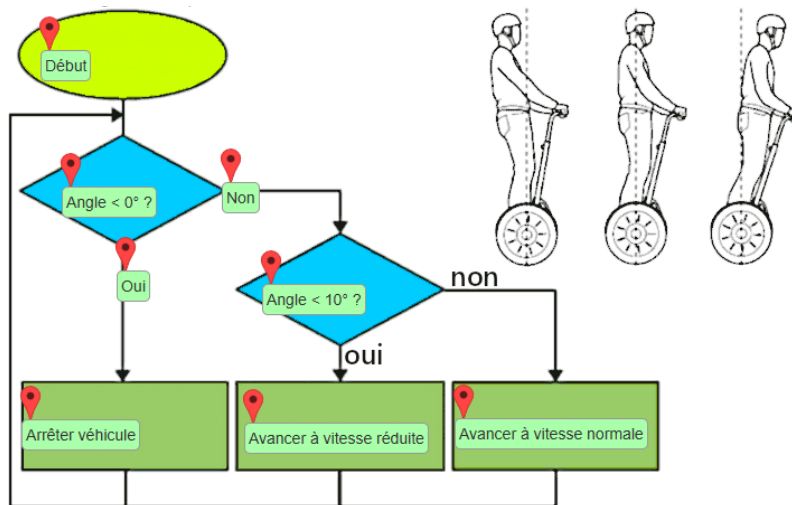 Début
Angle < 0° ?
Non
Oui
Angle < 10° ?
non
oui
Arrêter véhicule
Avancer à vitesse réduite
Avancer à vitesse normale